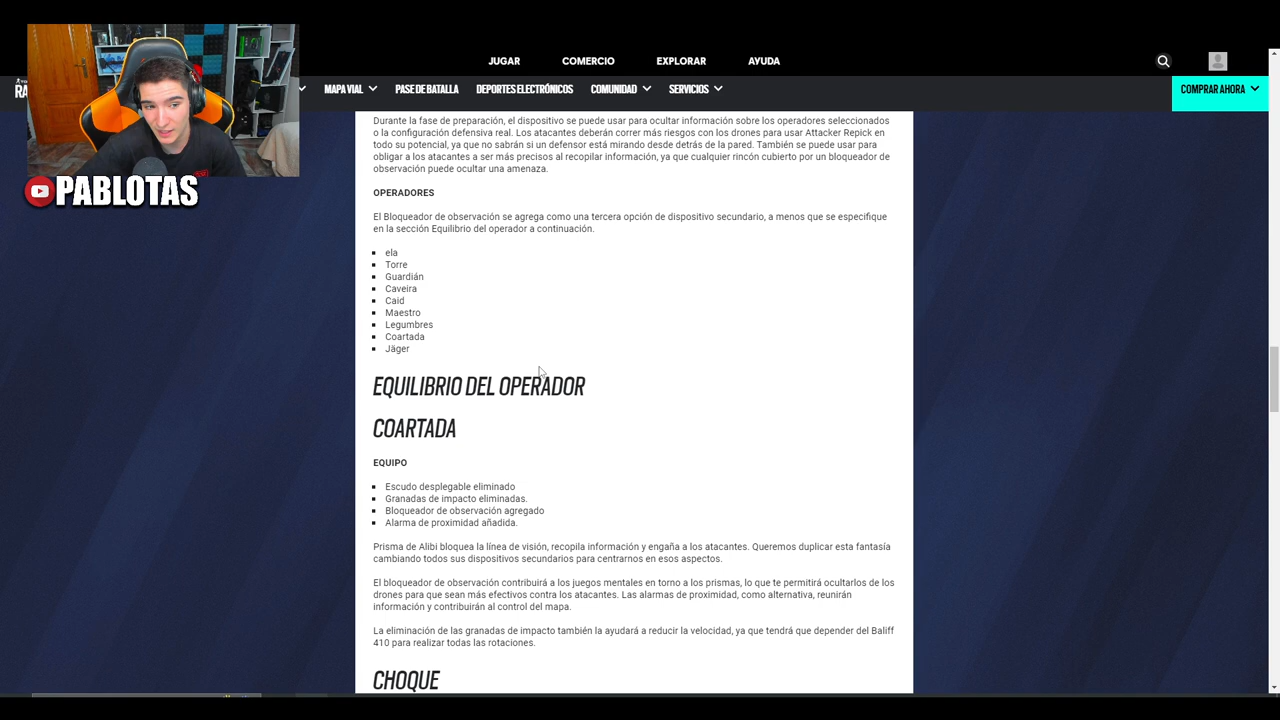 JUGAR COMERCIO EXPLORAR AYUDA
RA MAPA VIAL PASE DE BATALLA DEPORTES ELECTRÓNICOS COMUNIDAD SERVICIOS COMPRAR AHORA
PABLOTAS
Durante la fase de preparación, el dispositivo se puede usar para ocultar información sobre los operadores seleccionados
o la configuración defensiva real. Los atacantes deberán correr más riesgos con los drones para usar Attacker Repick en
todo su potencial, ya que no sabrán si un defensor está mirando desde detrás de la pared. También se puede usar para
obligar a los atacantes a ser más precisos al recopilar información, ya que cualquier rincón cubierto por un bloqueador de
observación puede ocultar una amenaza.
OPERADORES
El Bloqueador de observación se agrega como una tercera opción de dispositivo secundario, a menos que se especifique
en la sección Equilibrio del operador a continuación.
ela
Torre
Guardián
Caveira
Caid
Maestro
Legumbres
Coartada
Jäger
EQUILIBRIO DEL OPERADOR
COARTADA
EQUIPO
Escudo desplegable eliminado
Granadas de impacto eliminadas.
Bloqueador de observación agregado
Alarma de proximidad añadida.
Prisma de Alibi bloquea la línea de visión, recopila información y engaña a los atacantes. Queremos duplicar esta fantasía
cambiando todos sus dispositivos secundarios para centrarnos en esos aspectos.
El bloqueador de observación contribuirá a los juegos mentales en torno a los prismas, lo que te permitirá ocultarlos de los
drones para que sean más efectivos contra los atacantes. Las alarmas de proximidad, como alternativa, reunirán
información y contribuirán al control del mapa.
La eliminación de las granadas de impacto también la ayudará a reducir la velocidad, ya que tendrá que depender del Baliff
410 para realizar todas las rotaciones.
CHOQUE